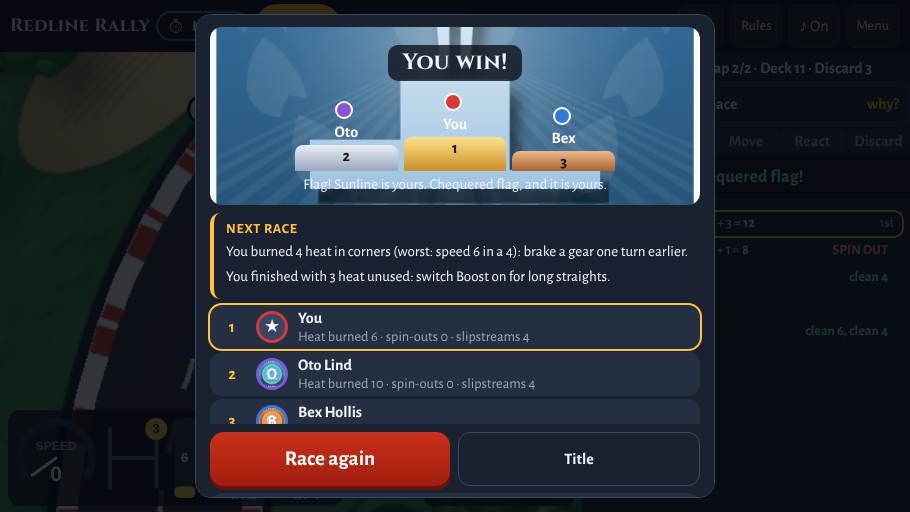 Redline Rally
Rules
♪ On
Menu
YOU WIN!
Oto
You
Bex
2
1
3
Flag! Sunline is yours. Chequered flag, and it is yours.
NEXT RACE
You burned 4 heat in corners (worst: speed 6 in a 4): brake a gear one turn earlier.
You finished with 3 heat unused: switch Boost on for long straights.
1
You
Heat burned 6 · spin-outs 0 · slipstreams 4
2
O
Oto Lind
Heat burned 10 · spin-outs 0 · slipstreams 4
3
B
Bex Hollis
Race again
Title
ap 2/2 · Deck 11 · Discard 3
ace
why?
Move
React
Discard
quered flag!
+ 3 = 12
1st
+ 1 = 8
SPIN OUT
clean 4
clean 6, clean 4
SPEED
0
3
6